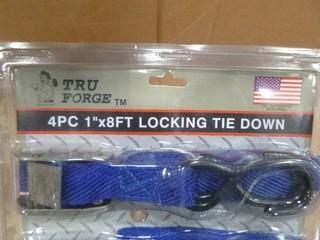 TRU
FORGE TM
4PC 1"x8FT LOCKING TIE DOWN